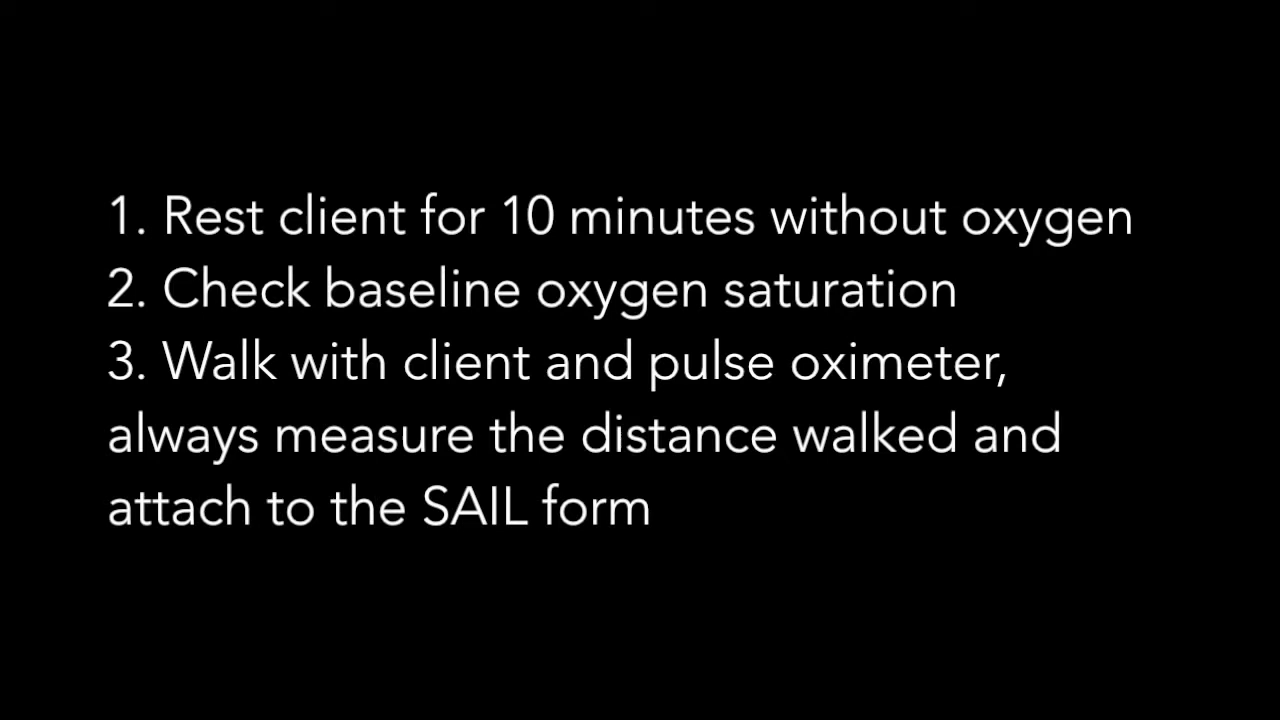 1. Rest client for 10 minutes without oxygen
2. Check baseline oxygen saturation
3. Walk with client and pulse oximeter,
always measure the distance walked and
attach to the SAIL form